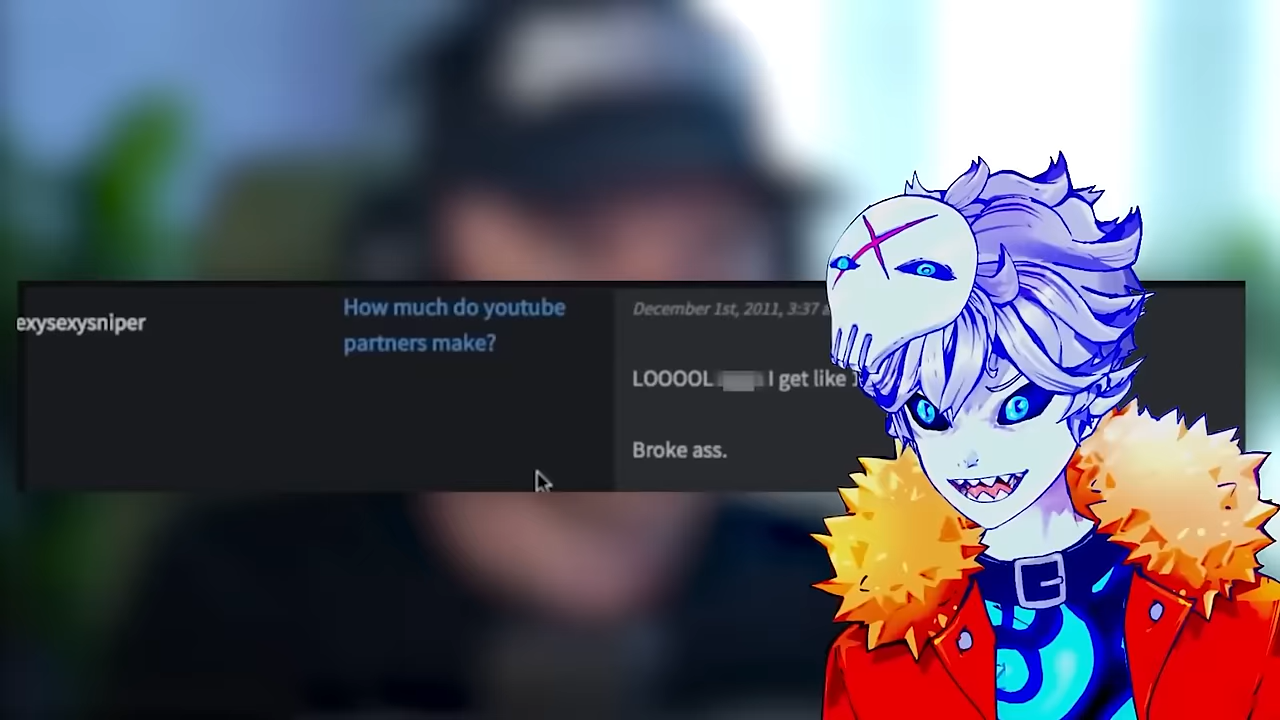 exysexysniper
How much do youtube
partners make?
December 1st, 2011, 3:37
LOOOOL I get like
Broke ass.